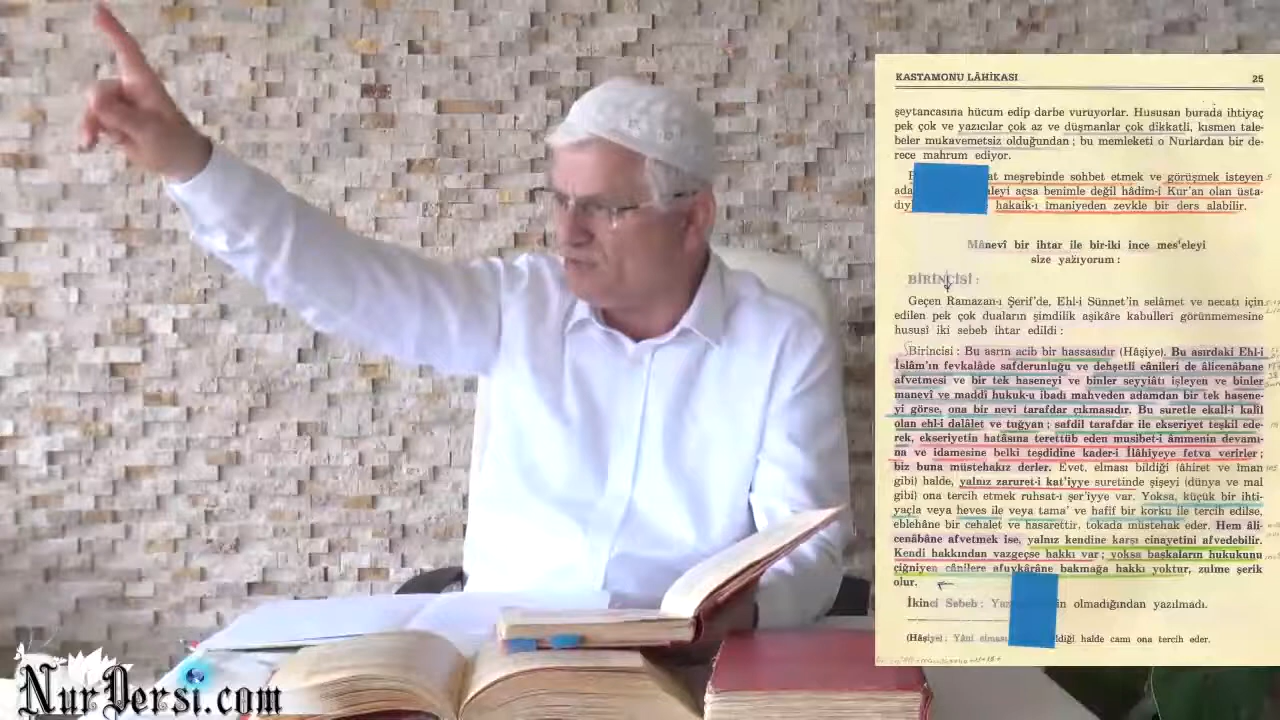 KASTAMONU LÂHİKASI 25
şeytancasına hücum edip darbe vuruyorlar. Hususan burada ihtiyaç
pek çok ve yazıcılar çok az ve düşmanlar çok dikkatli, kısmen tale-
beler mukavemetsiz olduğundan; bu memleketi o Nurlardan bir de-
rece mahrum ediyor.
at meşrebinde sohbet etmek ve görüşmek isteyen
leyi açsa benimle değil hâdim-i Kur'an olan üsta-
hakaik-ı imaniyeden zevkle bir ders alabilir.
Mânevî bir ihtar ile bir-iki ince mes'eleyi
size yazıyorum :
BİRİNCİSİ :
Geçen Ramazan-ı Şerif'de, Ehl-i Sünnet'in selâmet ve necatı için
edilen pek çok duaların şimdilik aşikâre kabulleri görünmemesine
hususî iki sebeb ihtar edildi :
Birincisi : Bu asrın acib bir hassasıdır (Hâşiye). Bu asırdaki Ehl-i
İslâm'ın fevkalâde safderunluğu ve dehşetli cânileri de âlicenâbane
afvetmesi ve bir tek haseneyi ve binler seyyiâtı işleyen ve binler
manevî ve maddî hukuk-u ibadı mahveden adamdan bir tek hasene-
yi görse, ona bir nevi tarafdar çıkmasıdır. Bu suretle ekall-i kalîl
olan ehl-i dalâlet ve tuğyan; safdil tarafdar ile ekseriyet teşkil ede-
rek, ekseriyetin hatâsına terettüb eden musibet-i âmmenin devamı-
na ve idamesine belki teşdidine kader-i İlâhiyeye fetva verirler;
biz buna müstehakız derler. Evet, elması bildiği (âhiret ve iman
gibi) halde, yalnız zaruret-i kat'iyye suretinde şişeyi (dünya ve mal
gibi) ona tercih etmek ruhsat-ı şer'iyye var. Yoksa, küçük bir ihti-
yaçla veya heves ile veya tama' ve hafif bir korku ile tercih edilse,
eblehâne bir cehalet ve hasarettir, tokada müstehak eder. Hem âli-
cenâbâne afvetmek ise, yalnız kendine karşı cinayetini afvedebilir.
Kendi hakkından vazgeçse hakkı var; yoksa başkaların hukukunu
çiğniyen cânilere afuvkârâne bakmağa hakkı yoktur, zulme şerik
olur.
İkinci Sebeb : olmadığından yazılmadı.
(Hâşiye) : Yâni elması halde camı ona tercih eder.
NurDersi.com